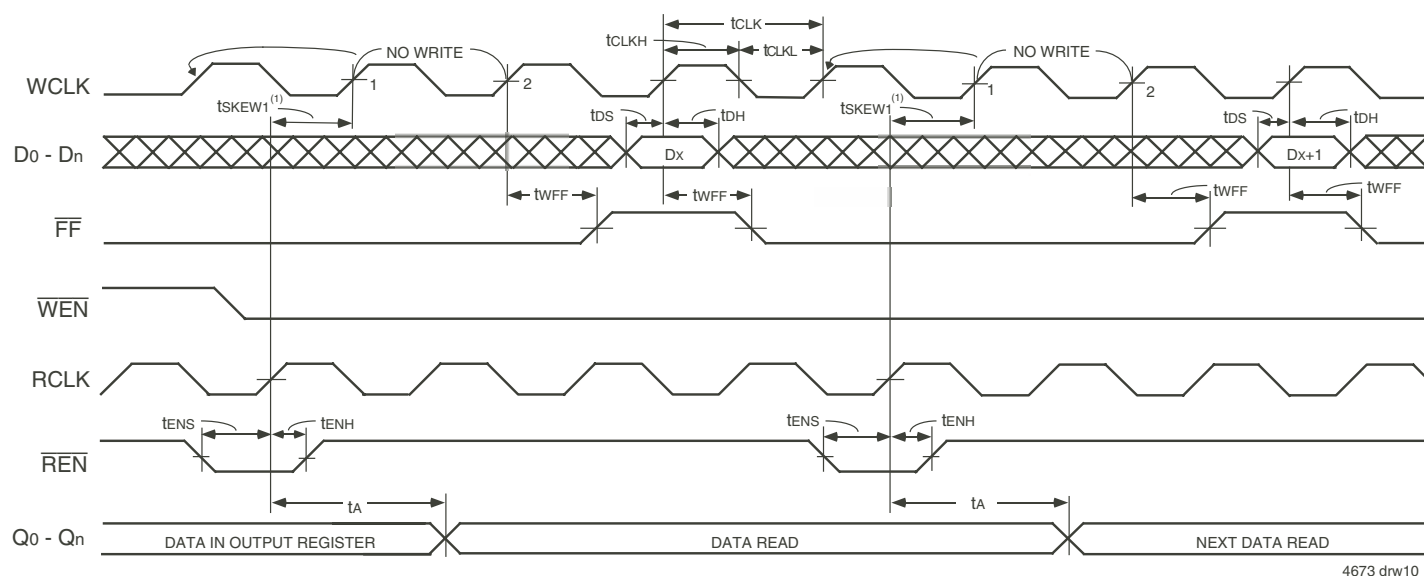 tCLK
tCLKH tCLKL
NO WRITE NO WRITE
WCLK 1 2 1 2
tSKEW1(1) tDS tDH tSKEW1(1) tDS tDH
D0 - Dn Dx Dx+1
tWFF tWFF tWFF tWFF
FF
WEN
RCLK
tENS tENH tENS tENH
REN
tA tA
Q0 - Qn DATA IN OUTPUT REGISTER DATA READ NEXT DATA READ
4673 drw10